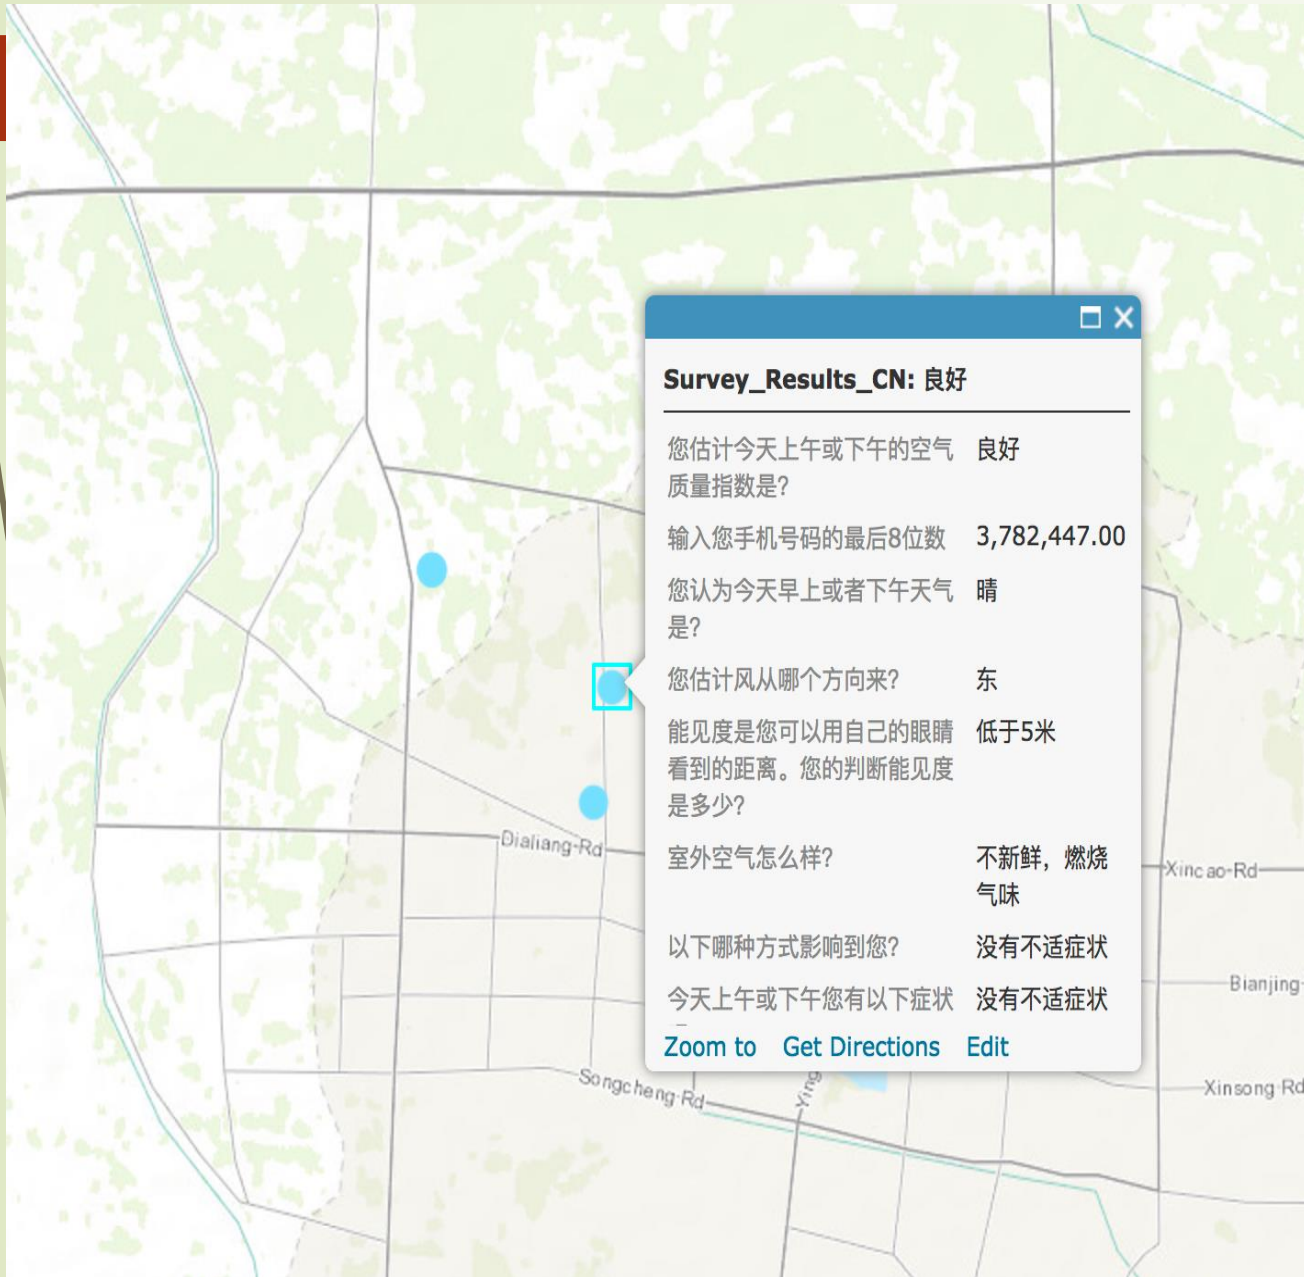 Survey_Results_CN: 良好
您估计今天上午或下午的空气 良好
质量指数是?
输入您手机号码的最后8位数 3,782,447.00
您认为今天早上或者下午天气 晴
是?
您估计风从哪个方向来? 东
能见度是您可以用自己的眼睛 低于5米
看到的距离。您的判断能见度
是多少?
室外空气怎么样? 不新鲜，燃烧
气味
以下哪种方式影响到您? 没有不适症状
今天上午或下午您有以下症状 没有不适症状
Zoom to Get Directions Edit
Dialiang-Rd
Xincao-Rd
Bianjing
Songcheng-Rd
Ying
Xinsong Rd